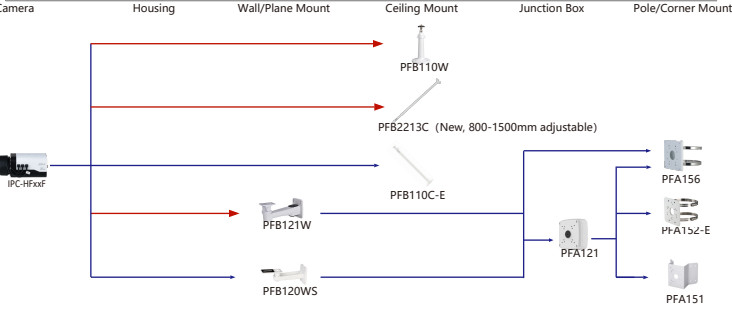 Camera Housing Wall/Plane Mount Ceiling Mount Junction Box Pole/Corner Mount
PFB110W
PFB2213C (New, 800-1500mm adjustable)
IPC-HFxxF
PFB110C-E
PFA156
PFB121W
PFA152-E
PFA121
PFB120WS
PFA151